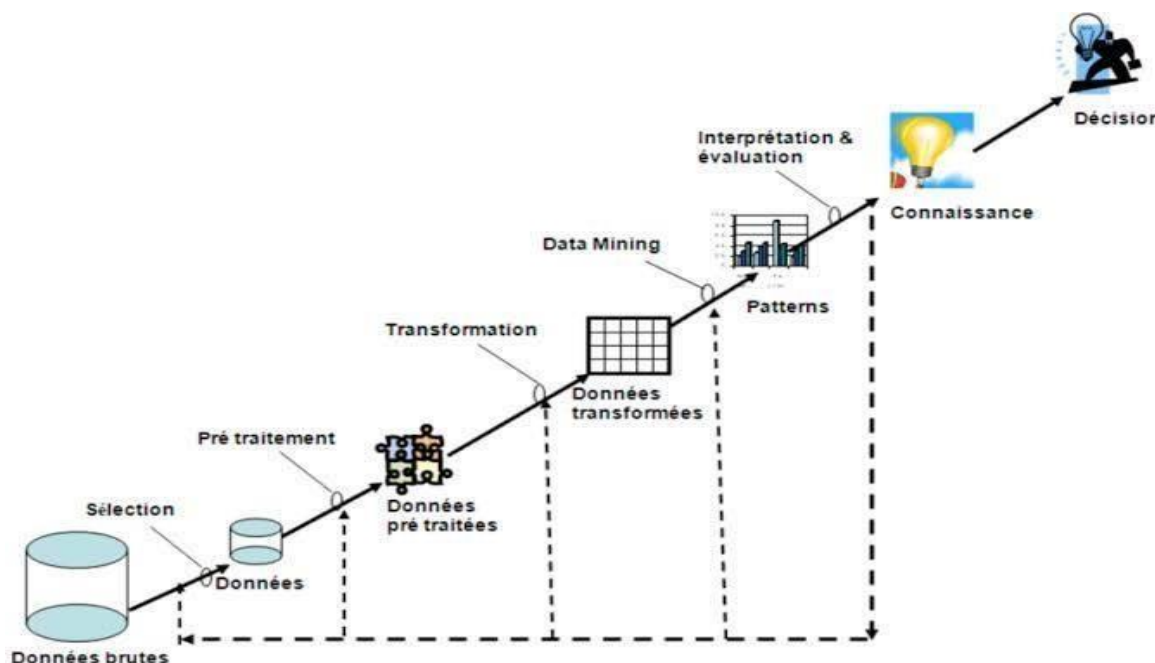 Décision
Interprétation &
évaluation
Connaissance
Data Mining
Patterns
Transformation
Données
transformées
Pré traitement
Données
pré traitées
Sélection
Données
Données brutes